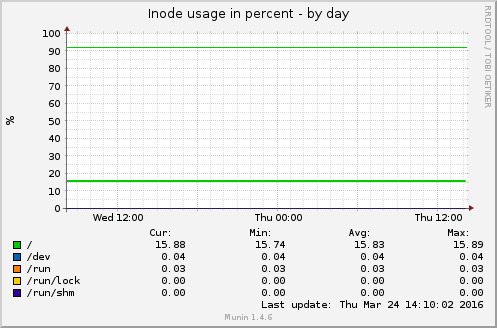 Inode usage in percent - by day
RRDTOOL / TOBI OETIKER
%
100
90
80
70
60
50
40
30
20
10
0
Wed 12:00 Thu 00:00 Thu 12:00
Cur: Min: Avg: Max:
/ 15.88 15.74 15.83 15.89
/dev 0.04 0.04 0.04 0.04
/run 0.03 0.03 0.03 0.03
/run/lock 0.00 0.00 0.00 0.00
/run/shm 0.00 0.00 0.00 0.00
Last update: Thu Mar 24 14:10:02 2016
Munin 1.4.6